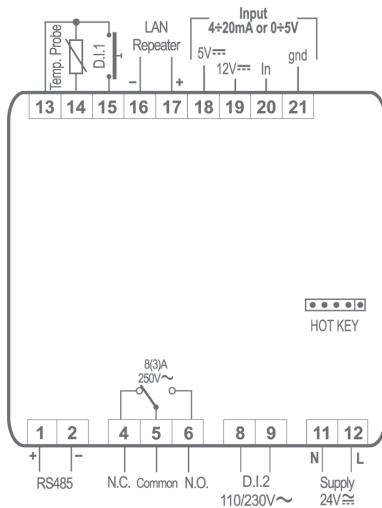 Input
4÷20mA or 0÷5V
LAN
Repeater
Temp. Probe
D.I.1
–
+
5V⎓
12V⎓
In
gnd
13 14 15 16 17 18 19 20 21
HOT KEY
8(3)A
250V~
1 2 4 5 6 8 9 11 12
+ – N L
RS485
N.C. Common N.O.
D.I.2
110/230V~
Supply
24V⎓